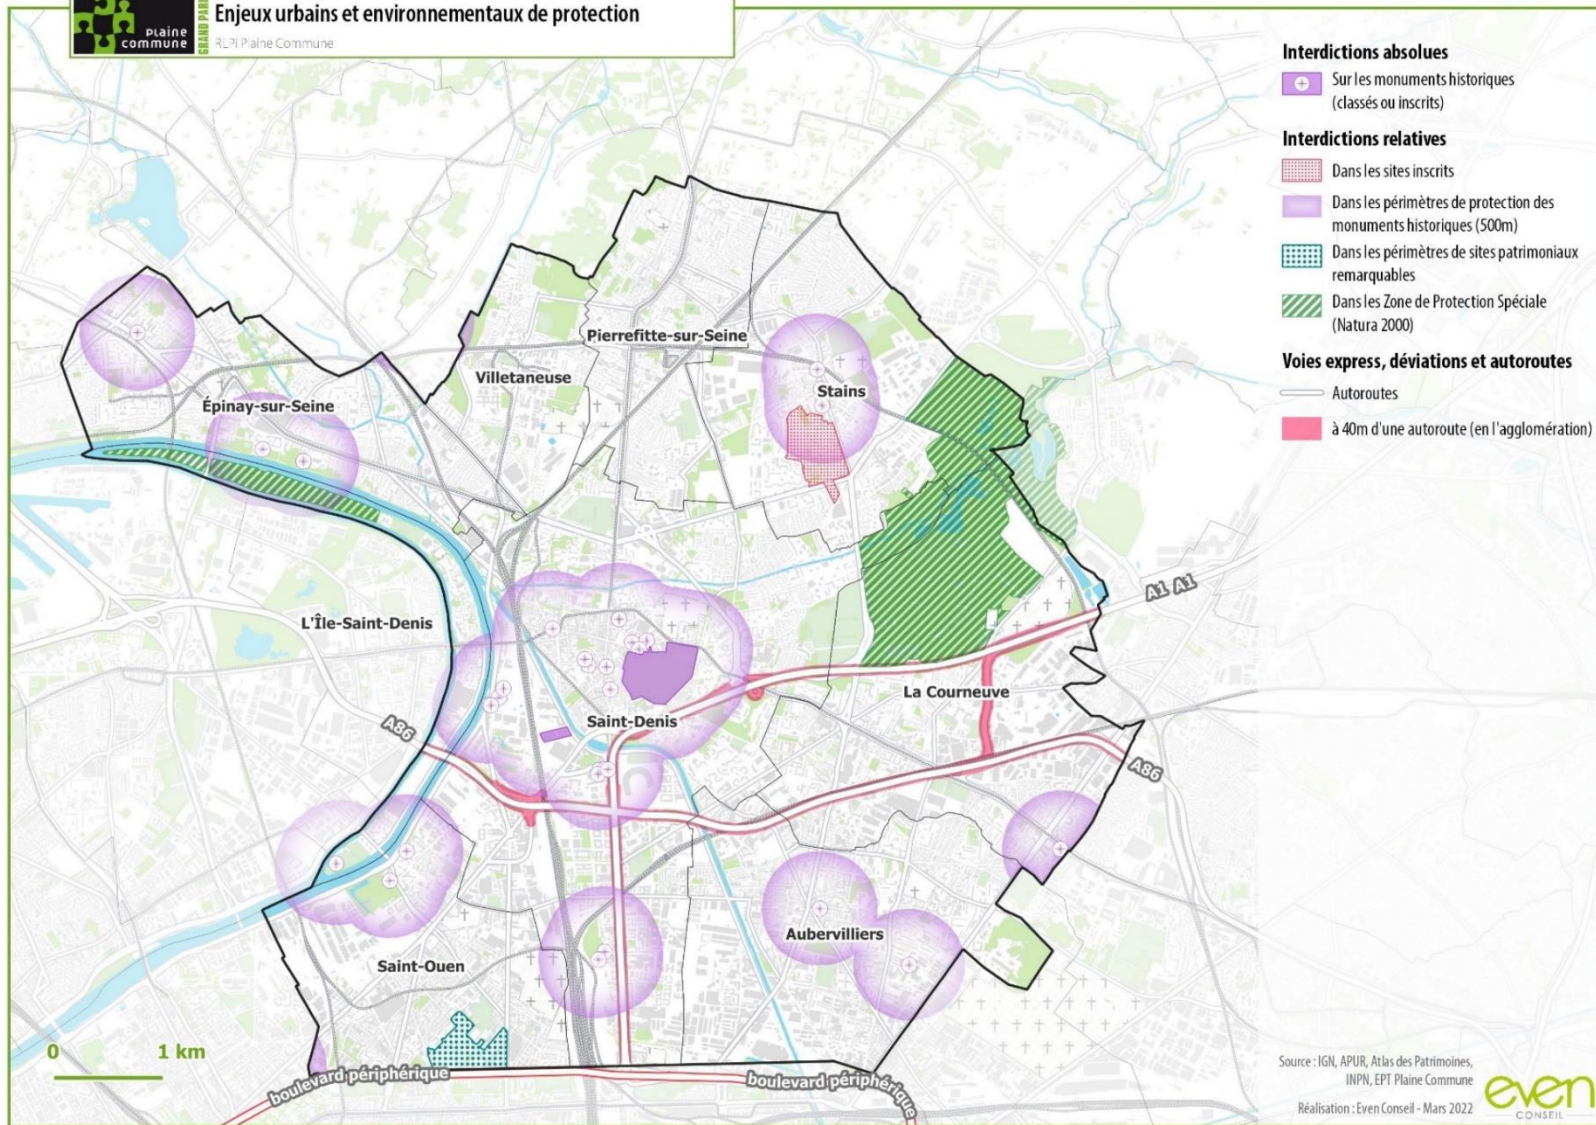 plaine
commune
GRAND PARIS
Enjeux urbains et environnementaux de protection
RLPi Plaine Commune
Interdictions absolues
Sur les monuments historiques
(classés ou inscrits)
Interdictions relatives
Dans les sites inscrits
Dans les périmètres de protection des
monuments historiques (500m)
Dans les périmètres de sites patrimoniaux
remarquables
Dans les Zone de Protection Spéciale
(Natura 2000)
Voies express, déviations et autoroutes
Autoroutes
à 40m d'une autoroute (en l'agglomération)
Pierrefitte-sur-Seine
Villetaneuse
Stains
Épinay-sur-Seine
A1 A1
L'Île-Saint-Denis
La Courneuve
Saint-Denis
A86
A86
Aubervilliers
Saint-Ouen
0 1 km
boulevard périphérique
boulevard périphérique
Source : IGN, APUR, Atlas des Patrimoines,
INPN, EPT Plaine Commune
Réalisation : Even Conseil - Mars 2022
even
CONSEIL